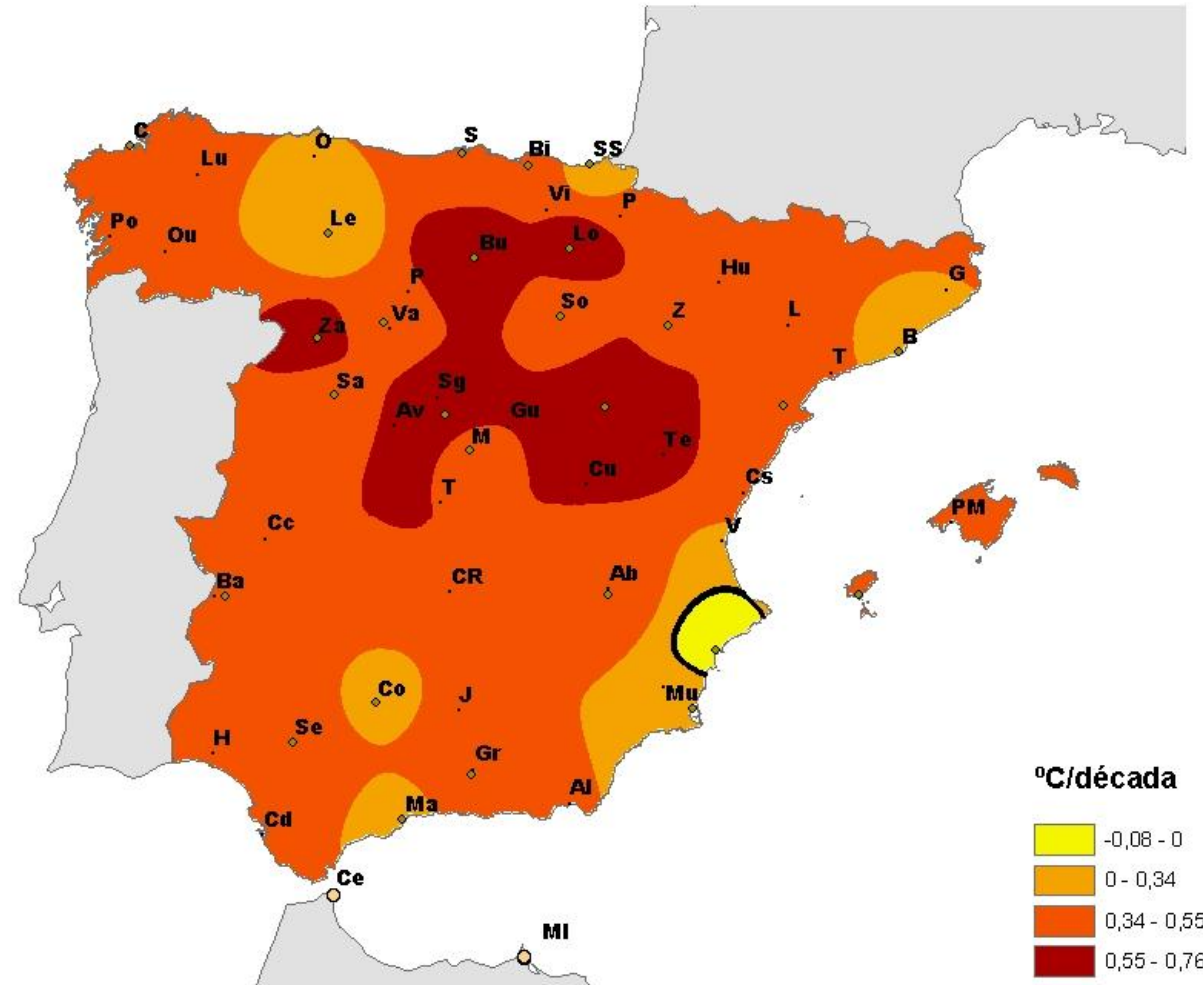 C
O
S
Bi
SS
Lu
Vi
P
Po
Ou
Le
Bu
Lo
P
Hu
G
Va
So
Z
L
Za
B
T
Sa
Sg
Av
Gu
M
Te
Cu
T
Cs
PM
Cc
V
Ba
CR
Ab
Co
J
Mu
H
Se
Gr
Al
Ma
Cd
Ce
Ml
ºC/década
-0,08 - 0
0 - 0,34
0,34 - 0,55
0,55 - 0,76